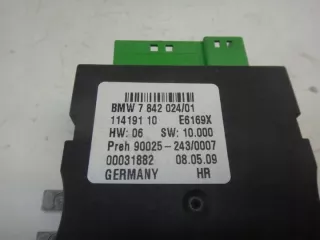 BMW 7 842 024/01
114191 10 E6169X
HW: 06 SW: 10.000
Preh 90025-243/0007
00031882 08.05.09
GERMANY HR